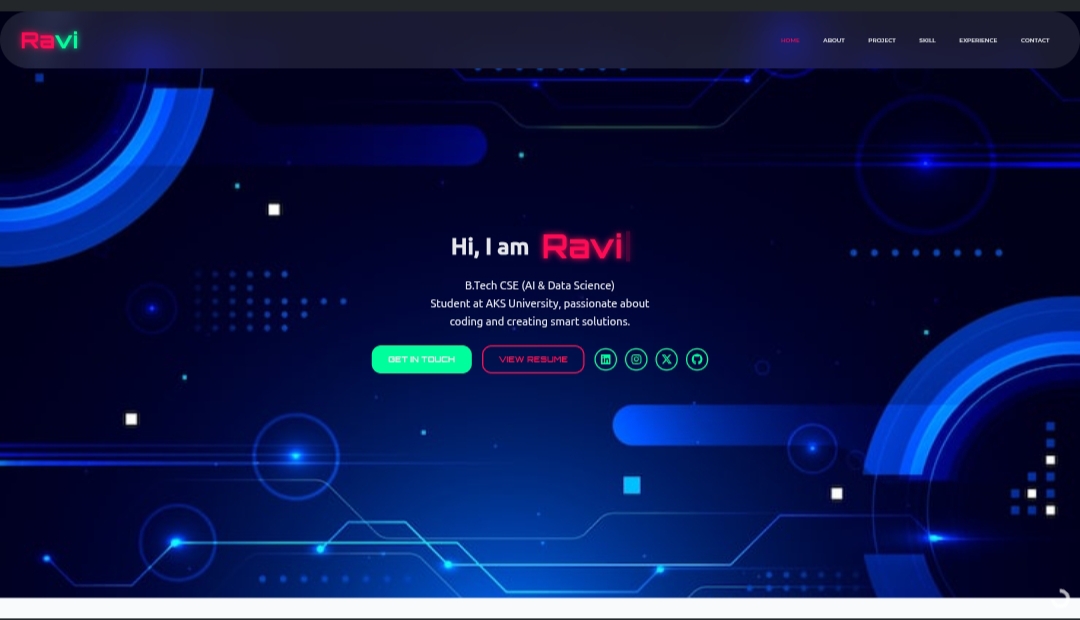 Ravi
HOME ABOUT PROJECT SKILL EXPERIENCE CONTACT
Hi, I am Ravi
B.Tech CSE (AI & Data Science)
Student at AKS University, passionate about
coding and creating smart solutions.
GET IN TOUCH VIEW RESUME